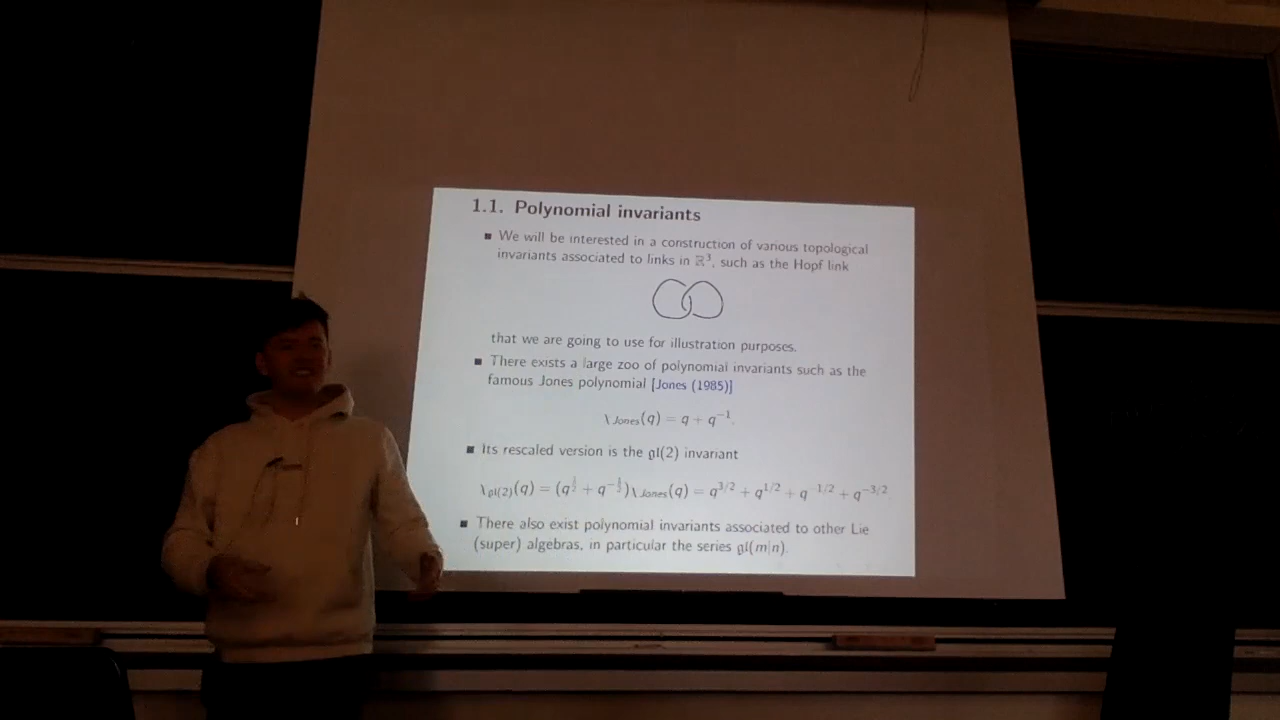 1.1. Polynomial invariants
■ We will be interested in a construction of various topological
invariants associated to links in ℝ³, such as the Hopf link
that we are going to use for illustration purposes.
■ There exists a large zoo of polynomial invariants such as the
famous Jones polynomial [Jones (1985)]
\ Jones(q) = q + q⁻¹.
■ Its rescaled version is the 𝔤𝔩(2) invariant
\ 𝔤𝔩(2)(q) = (q^{1/2} + q^{-1/2}) \ Jones(q) = q^{3/2} + q^{1/2} + q^{-1/2} + q^{-3/2}
■ There also exist polynomial invariants associated to other Lie
(super) algebras, in particular the series 𝔤𝔩(m|n).